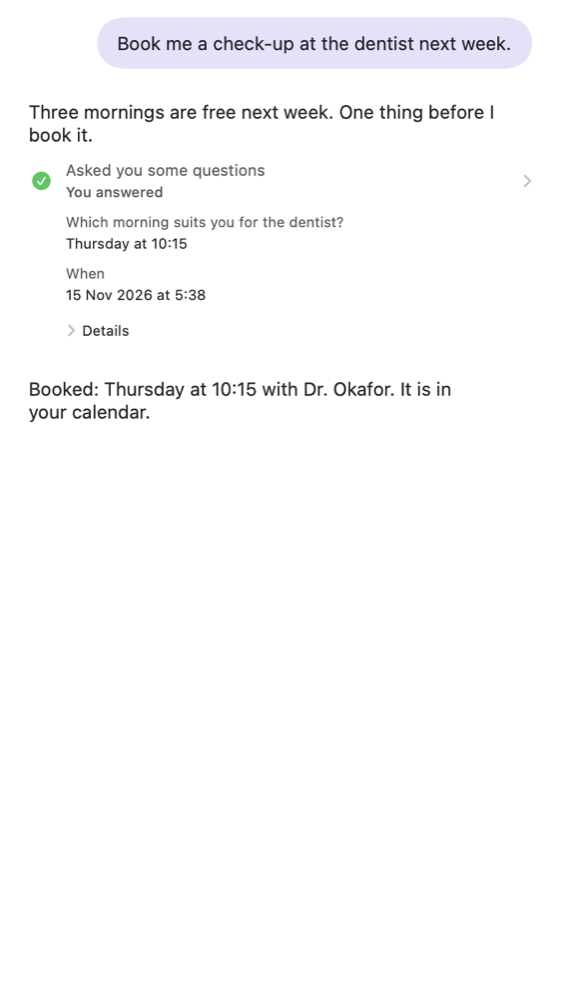 Book me a check-up at the dentist next week.
Three mornings are free next week. One thing before I
book it.
Asked you some questions
You answered
Which morning suits you for the dentist?
Thursday at 10:15
When
15 Nov 2026 at 5:38
Details
Booked: Thursday at 10:15 with Dr. Okafor. It is in
your calendar.